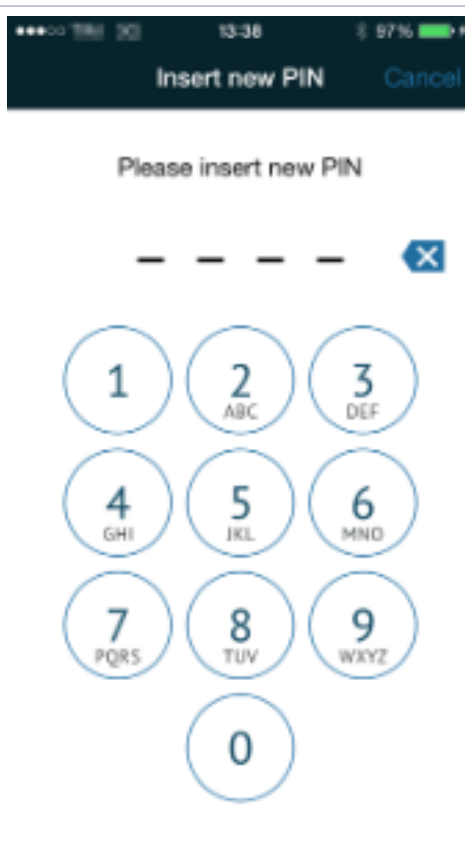 13:38 97%
Insert new PIN Cancel
Please insert new PIN
1 2 3
ABC DEF
4 5 6
GHI JKL MNO
7 8 9
PQRS TUV WXYZ
0